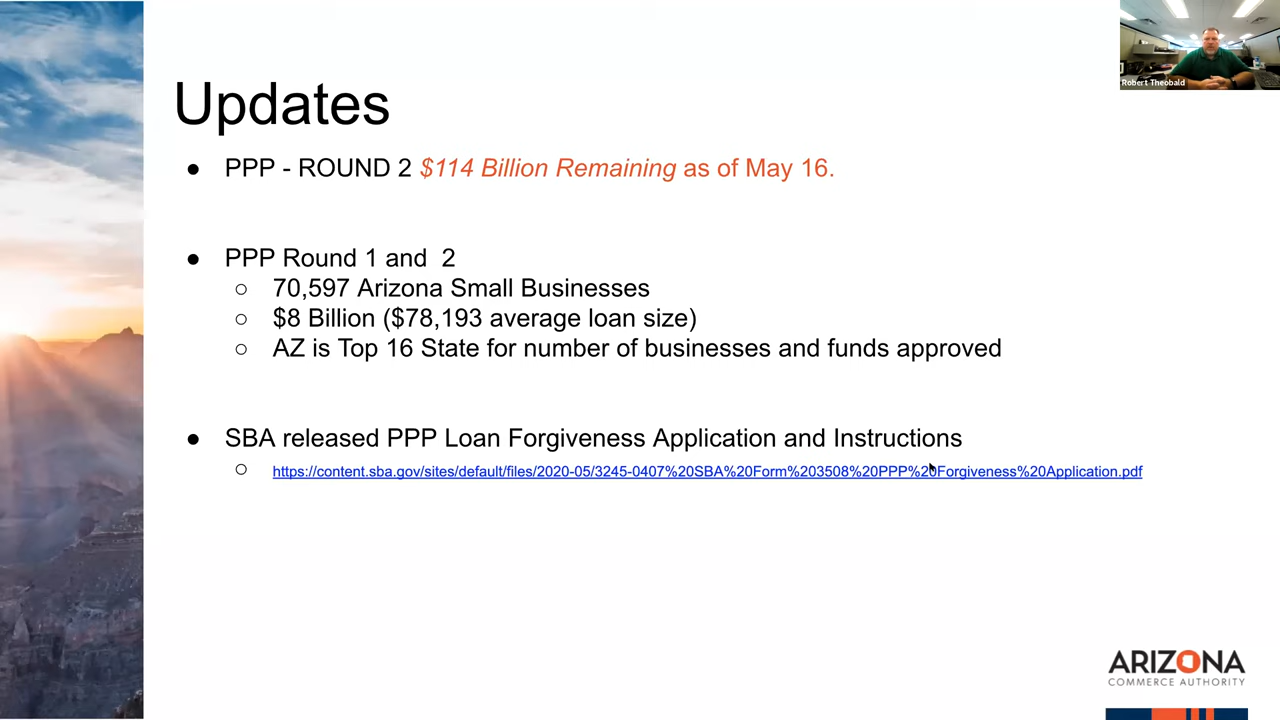 Robert Theobald
Updates
● PPP - ROUND 2 $114 Billion Remaining as of May 16.
● PPP Round 1 and  2
○ 70,597 Arizona Small Businesses
○ $8 Billion ($78,193 average loan size)
○ AZ is Top 16 State for number of businesses and funds approved
● SBA released PPP Loan Forgiveness Application and Instructions
○ https://content.sba.gov/sites/default/files/2020-05/3245-0407%20SBA%20Form%203508%20PPP%20Forgiveness%20Application.pdf
ARIZONA
COMMERCE AUTHORITY